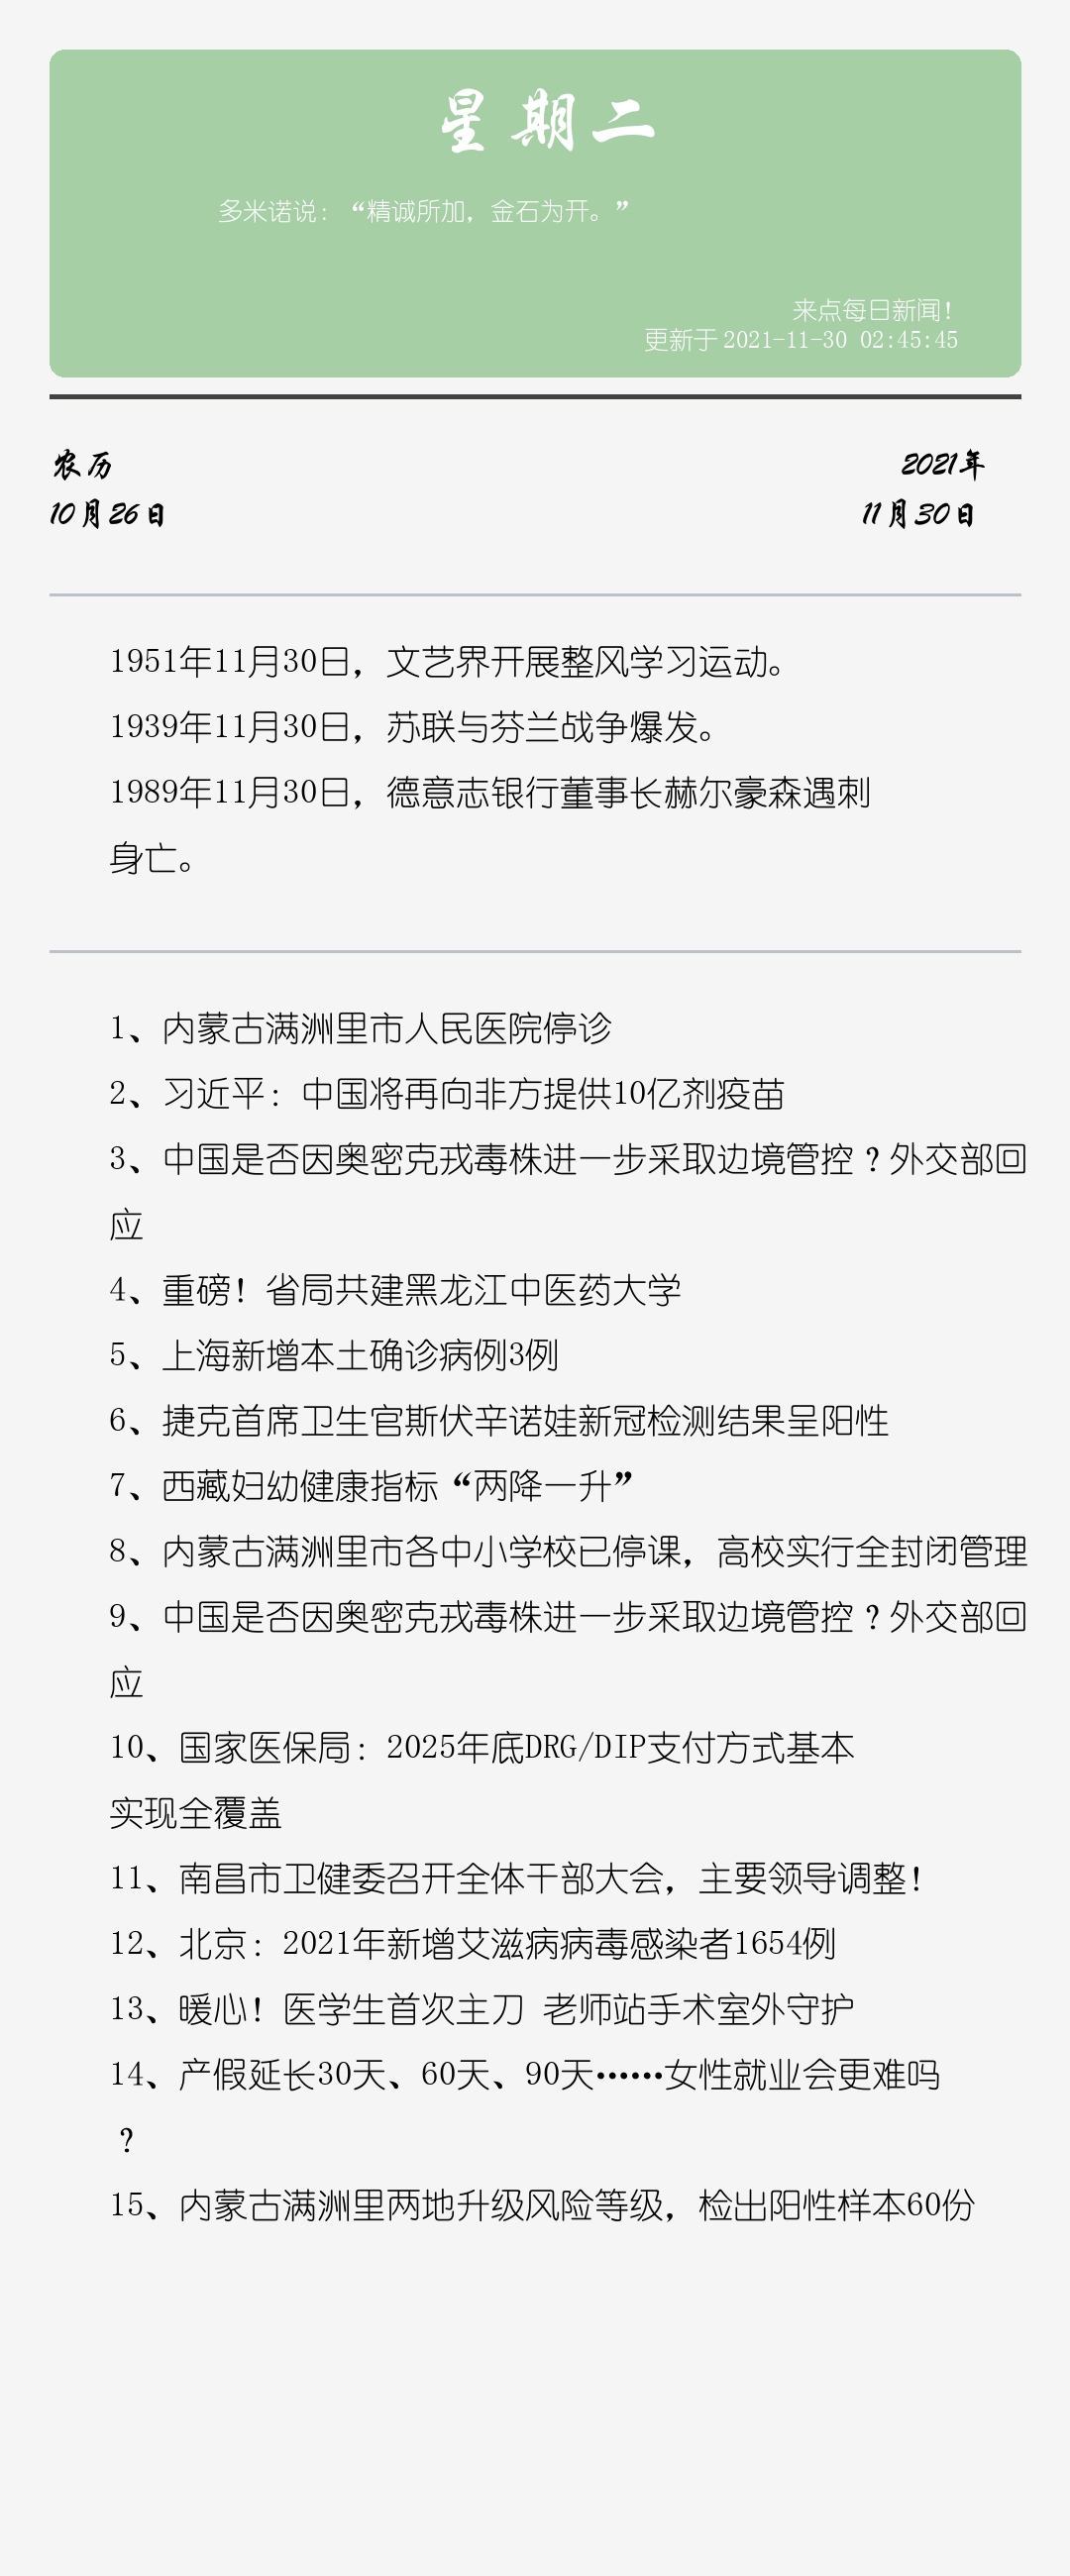 星期二
多米诺说：“精诚所加，金石为开。”
来点每日新闻！
更新于 2021-11-30 02:45:45
农历
2021年
10月26日
11月30日
1951年11月30日，文艺界开展整风学习运动。
1939年11月30日，苏联与芬兰战争爆发。
1989年11月30日，德意志银行董事长赫尔豪森遇刺
身亡。
1、内蒙古满洲里市人民医院停诊
2、习近平：中国将再向非方提供10亿剂疫苗
3、中国是否因奥密克戎毒株进一步采取边境管控？外交部回
应
4、重磅！省局共建黑龙江中医药大学
5、上海新增本土确诊病例3例
6、捷克首席卫生官斯伏辛诺娃新冠检测结果呈阳性
7、西藏妇幼健康指标“两降一升”
8、内蒙古满洲里市各中小学校已停课，高校实行全封闭管理
9、中国是否因奥密克戎毒株进一步采取边境管控？外交部回
应
10、国家医保局：2025年底DRG/DIP支付方式基本
实现全覆盖
11、南昌市卫健委召开全体干部大会，主要领导调整！
12、北京：2021年新增艾滋病病毒感染者1654例
13、暖心！医学生首次主刀 老师站手术室外守护
14、产假延长30天、60天、90天……女性就业会更难吗
？
15、内蒙古满洲里两地升级风险等级，检出阳性样本60份